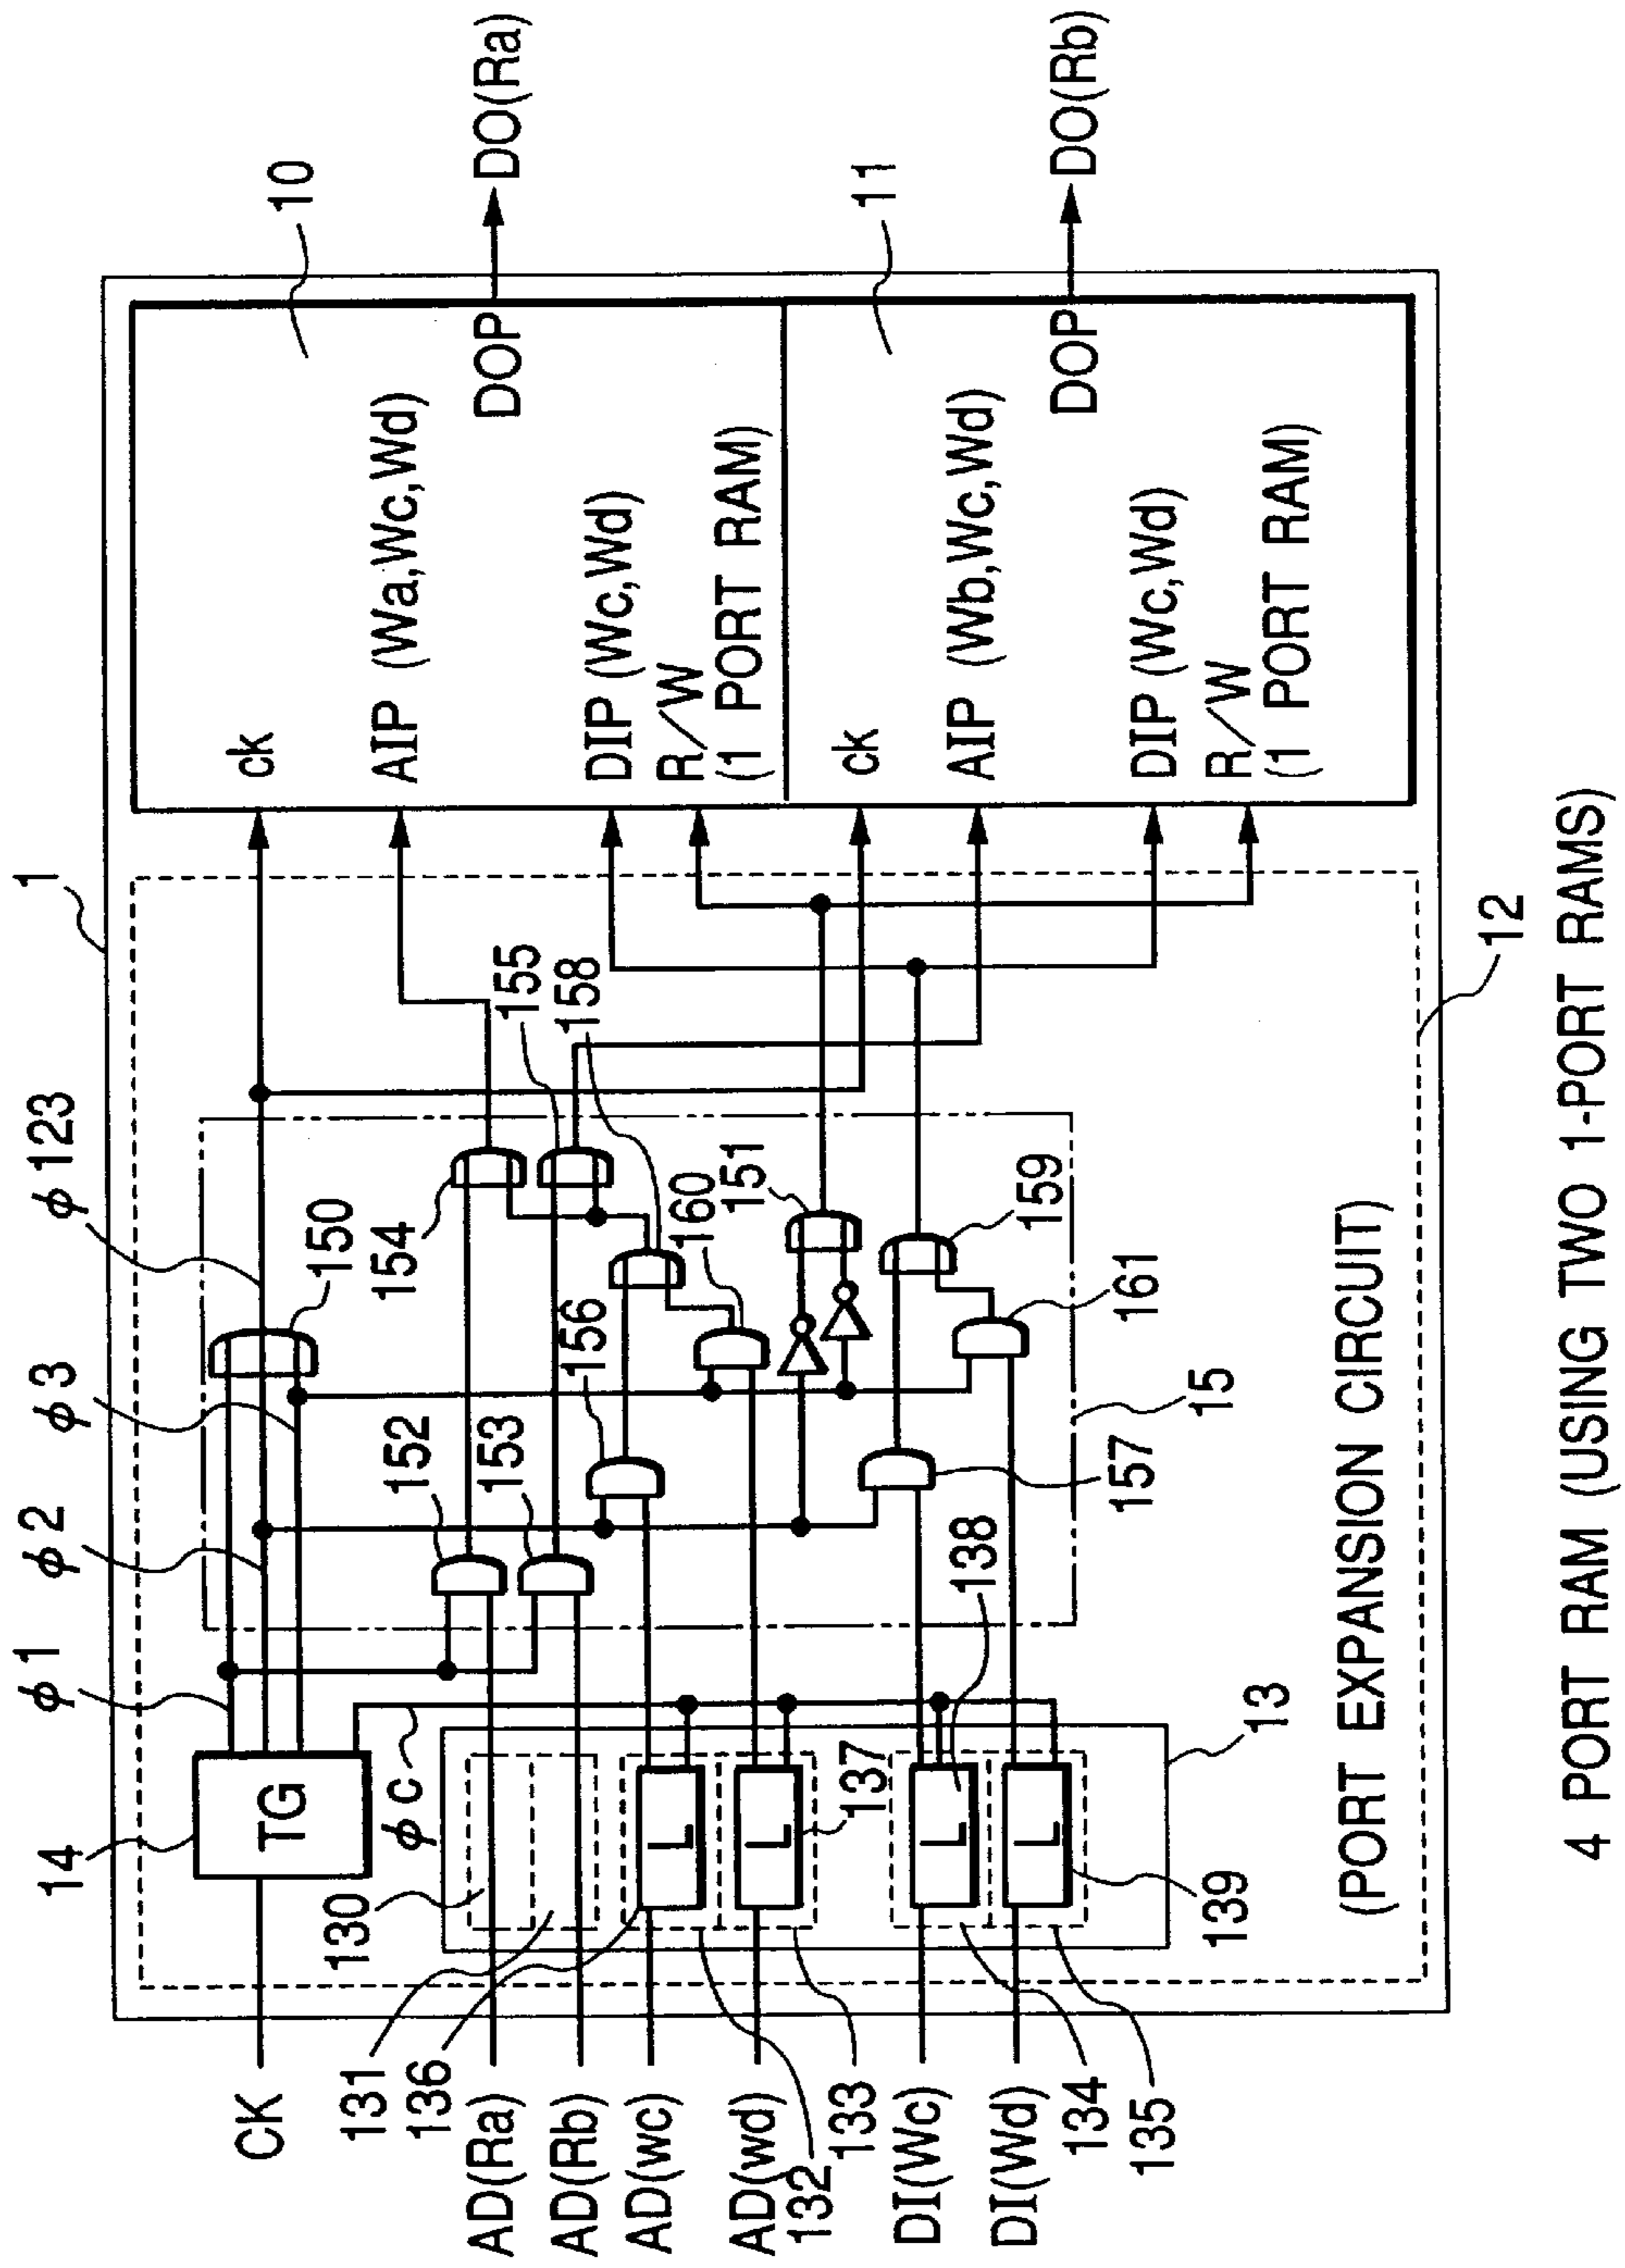 1
φ1
φ2
φ3
φ123
14
TG
φc
CK
150
10
ck
AIP (Wa,Wc,Wd)
DOP
DO(Ra)
DIP (Wc,Wd)
R/W
(1 PORT RAM)
11
ck
AIP (Wb,Wc,Wd)
DOP
DO(Rb)
DIP (Wc,Wd)
R/W
(1 PORT RAM)
130
131
136
AD(Ra)
AD(Rb)
AD(wc)
AD(wd)
132
133
DI(Wc)
DI(Wd)
134
135
L
L
137
L
L
138
139
13
152
153
154
155
156
158
160
151
159
161
157
15
12
(PORT EXPANSION CIRCUIT)
4 PORT RAM (USING TWO 1-PORT RAMS)